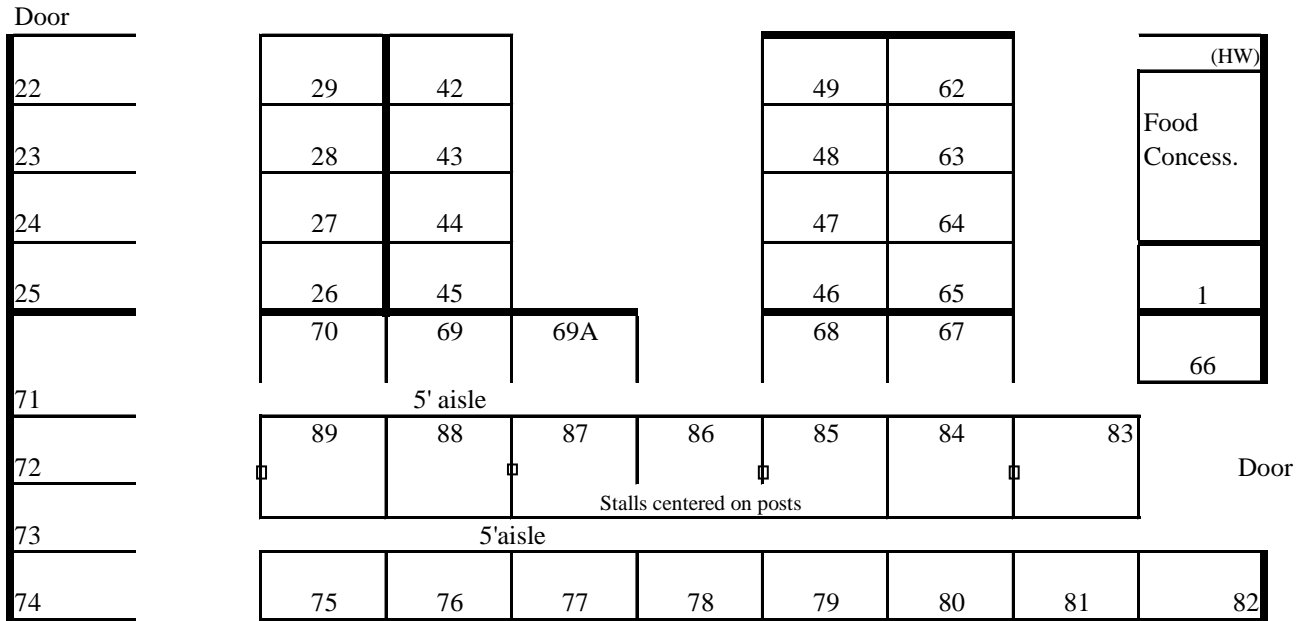 Door
(HW)
22 29 42 49 62
Food
23 28 43 48 63 Concess.
24 27 44 47 64
25 26 45 46 65 1
70 69 69A 68 67
66
71 5' aisle
89 88 87 86 85 84 83
72 Door
Stalls centered on posts
73 5'aisle
74 75 76 77 78 79 80 81 82